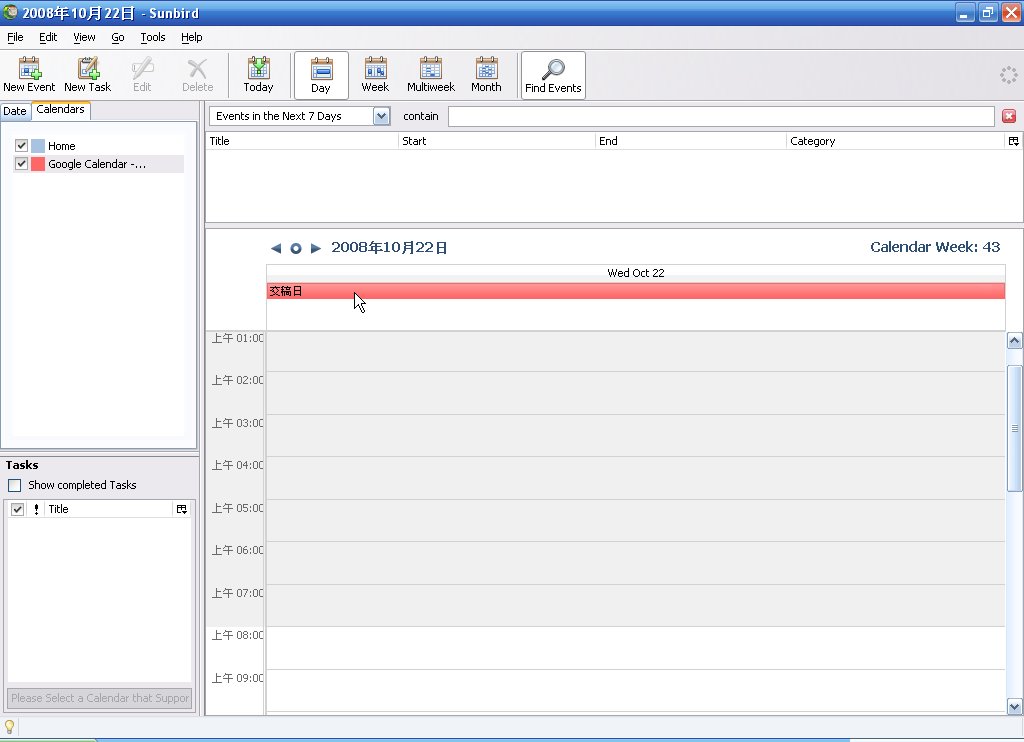 2008年10月22日 - Sunbird
File Edit View Go Tools Help
New Event New Task Edit Delete Today Day Week Multiweek Month Find Events
Date Calendars
Events in the Next 7 Days contain
Title Start End Category
Home
Google Calendar -...
2008年10月22日 Calendar Week: 43
Wed Oct 22
交稿日
上午 01:00
上午 02:00
上午 03:00
上午 04:00
上午 05:00
上午 06:00
上午 07:00
上午 08:00
上午 09:00
Tasks
Show completed Tasks
! Title
Please Select a Calendar that Suppor